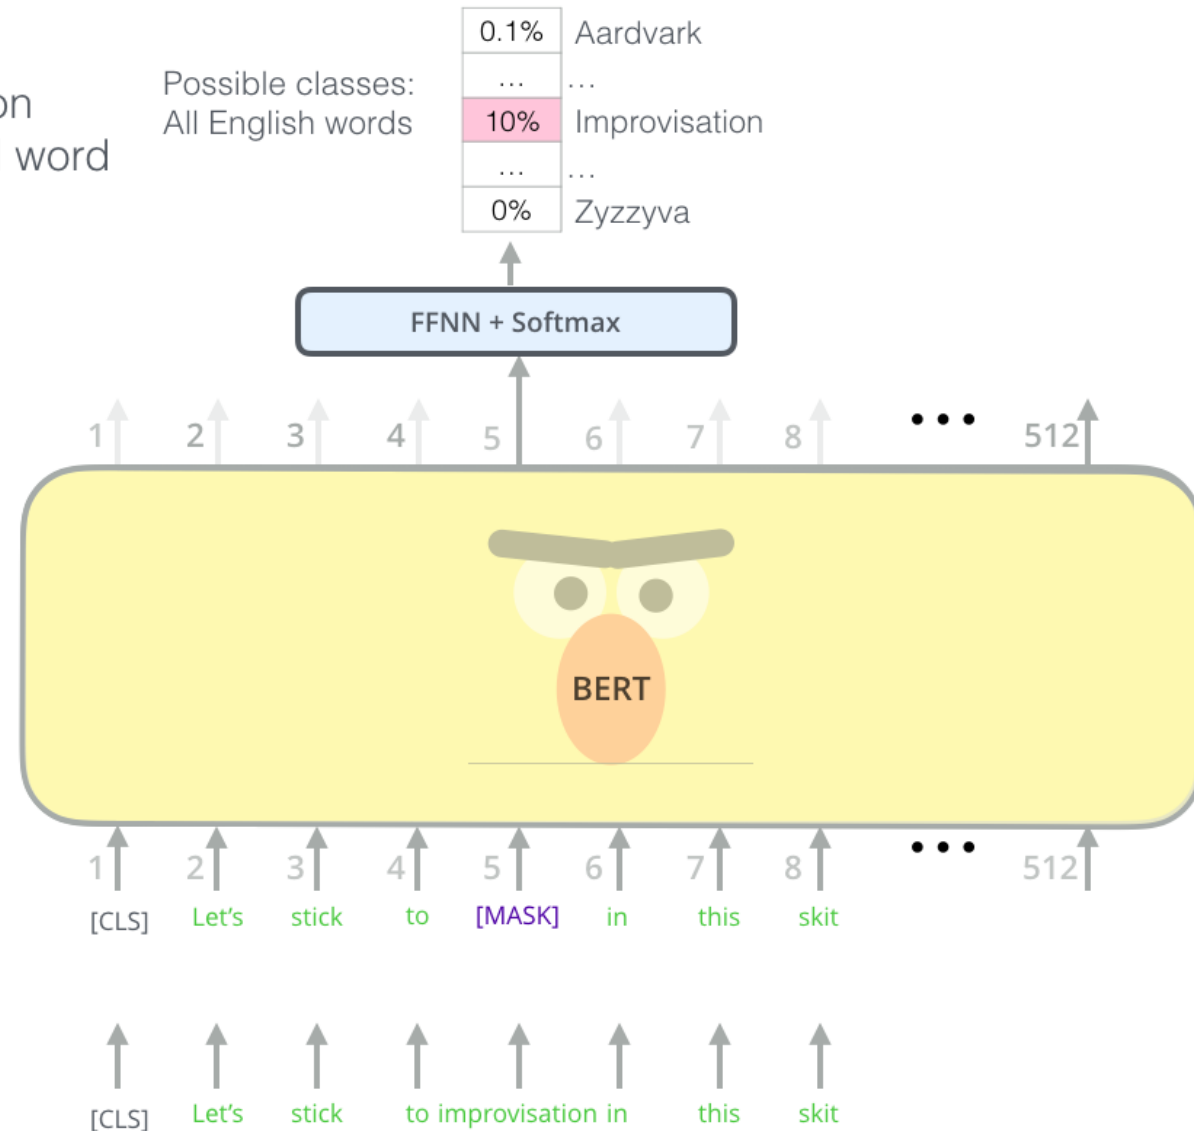 0.1% Aardvark
... ...
Possible classes:
All English words
10% Improvisation
on
word
... ...
0% Zyzzyva
FFNN + Softmax
1 2 3 4 5 6 7 8 ••• 512
BERT
1 2 3 4 5 6 7 8 ••• 512
[CLS] Let's stick to [MASK] in this skit
[CLS] Let's stick to improvisation in this skit